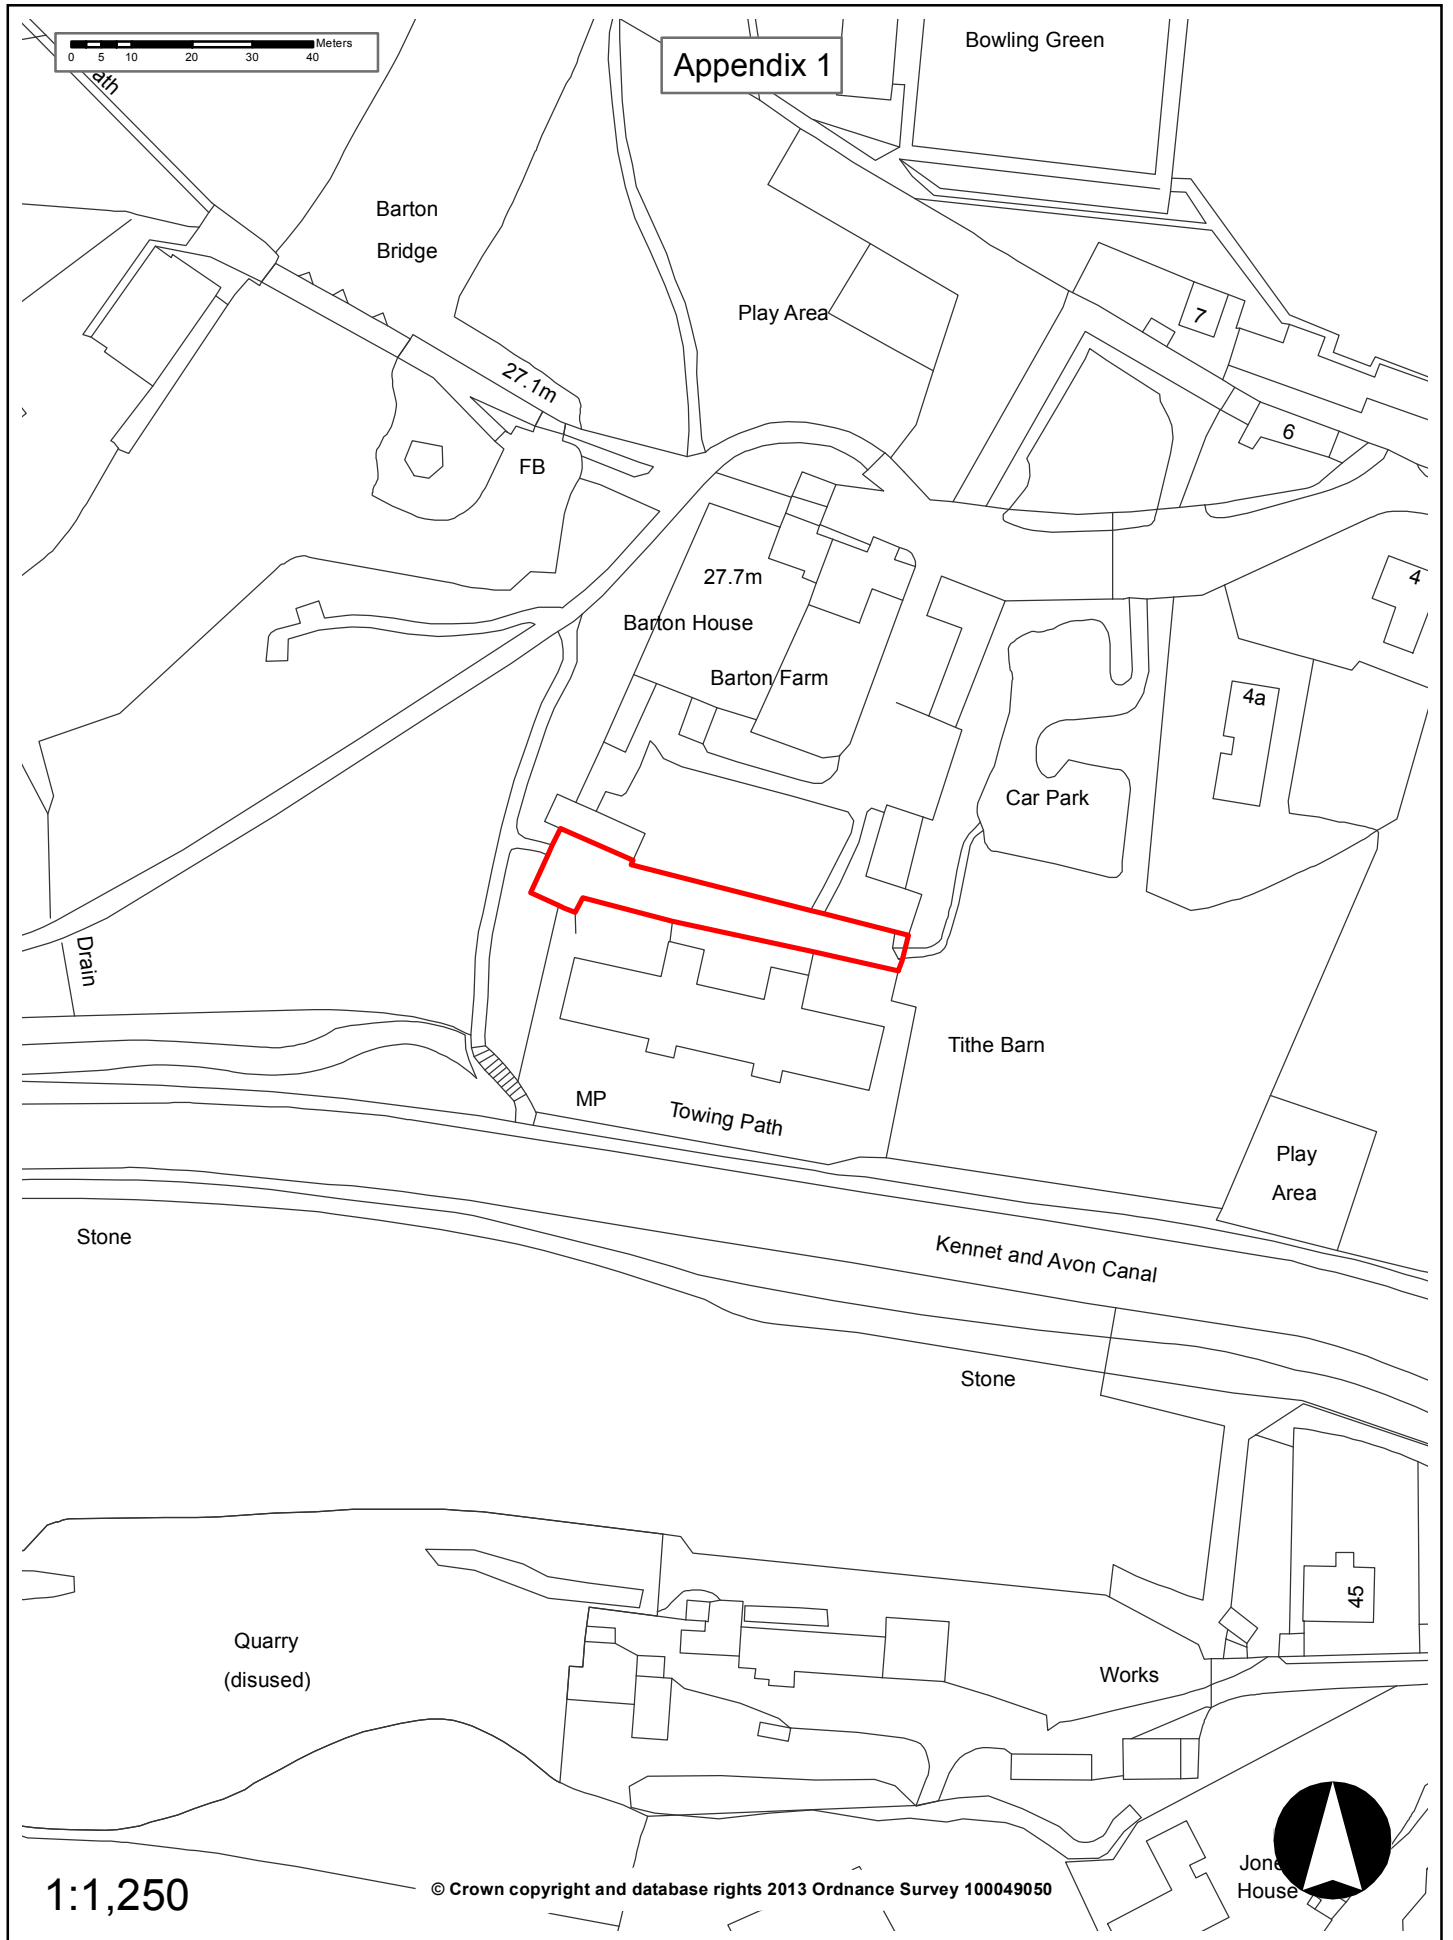 Meters
0 5 10 20 30 40
Appendix 1
Bowling Green
Barton
Bridge
Play Area
7
27.1m
6
FB
27.7m
4
Barton House
Barton Farm
4a
Car Park
Drain
Tithe Barn
MP
Towing Path
Play
Area
Stone
Kennet and Avon Canal
Stone
45
Quarry
(disused)
Works
House
1:1,250
© Crown copyright and database rights 2013 Ordnance Survey 100049050